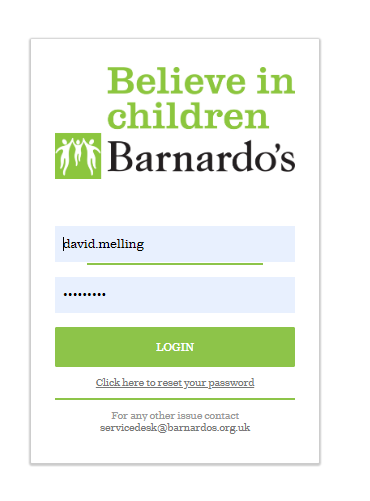 Believe in
children
Barnardo's
david.melling
•••••••••
LOGIN
Click here to reset your password
For any other issue contact
servicedesk@barnardos.org.uk